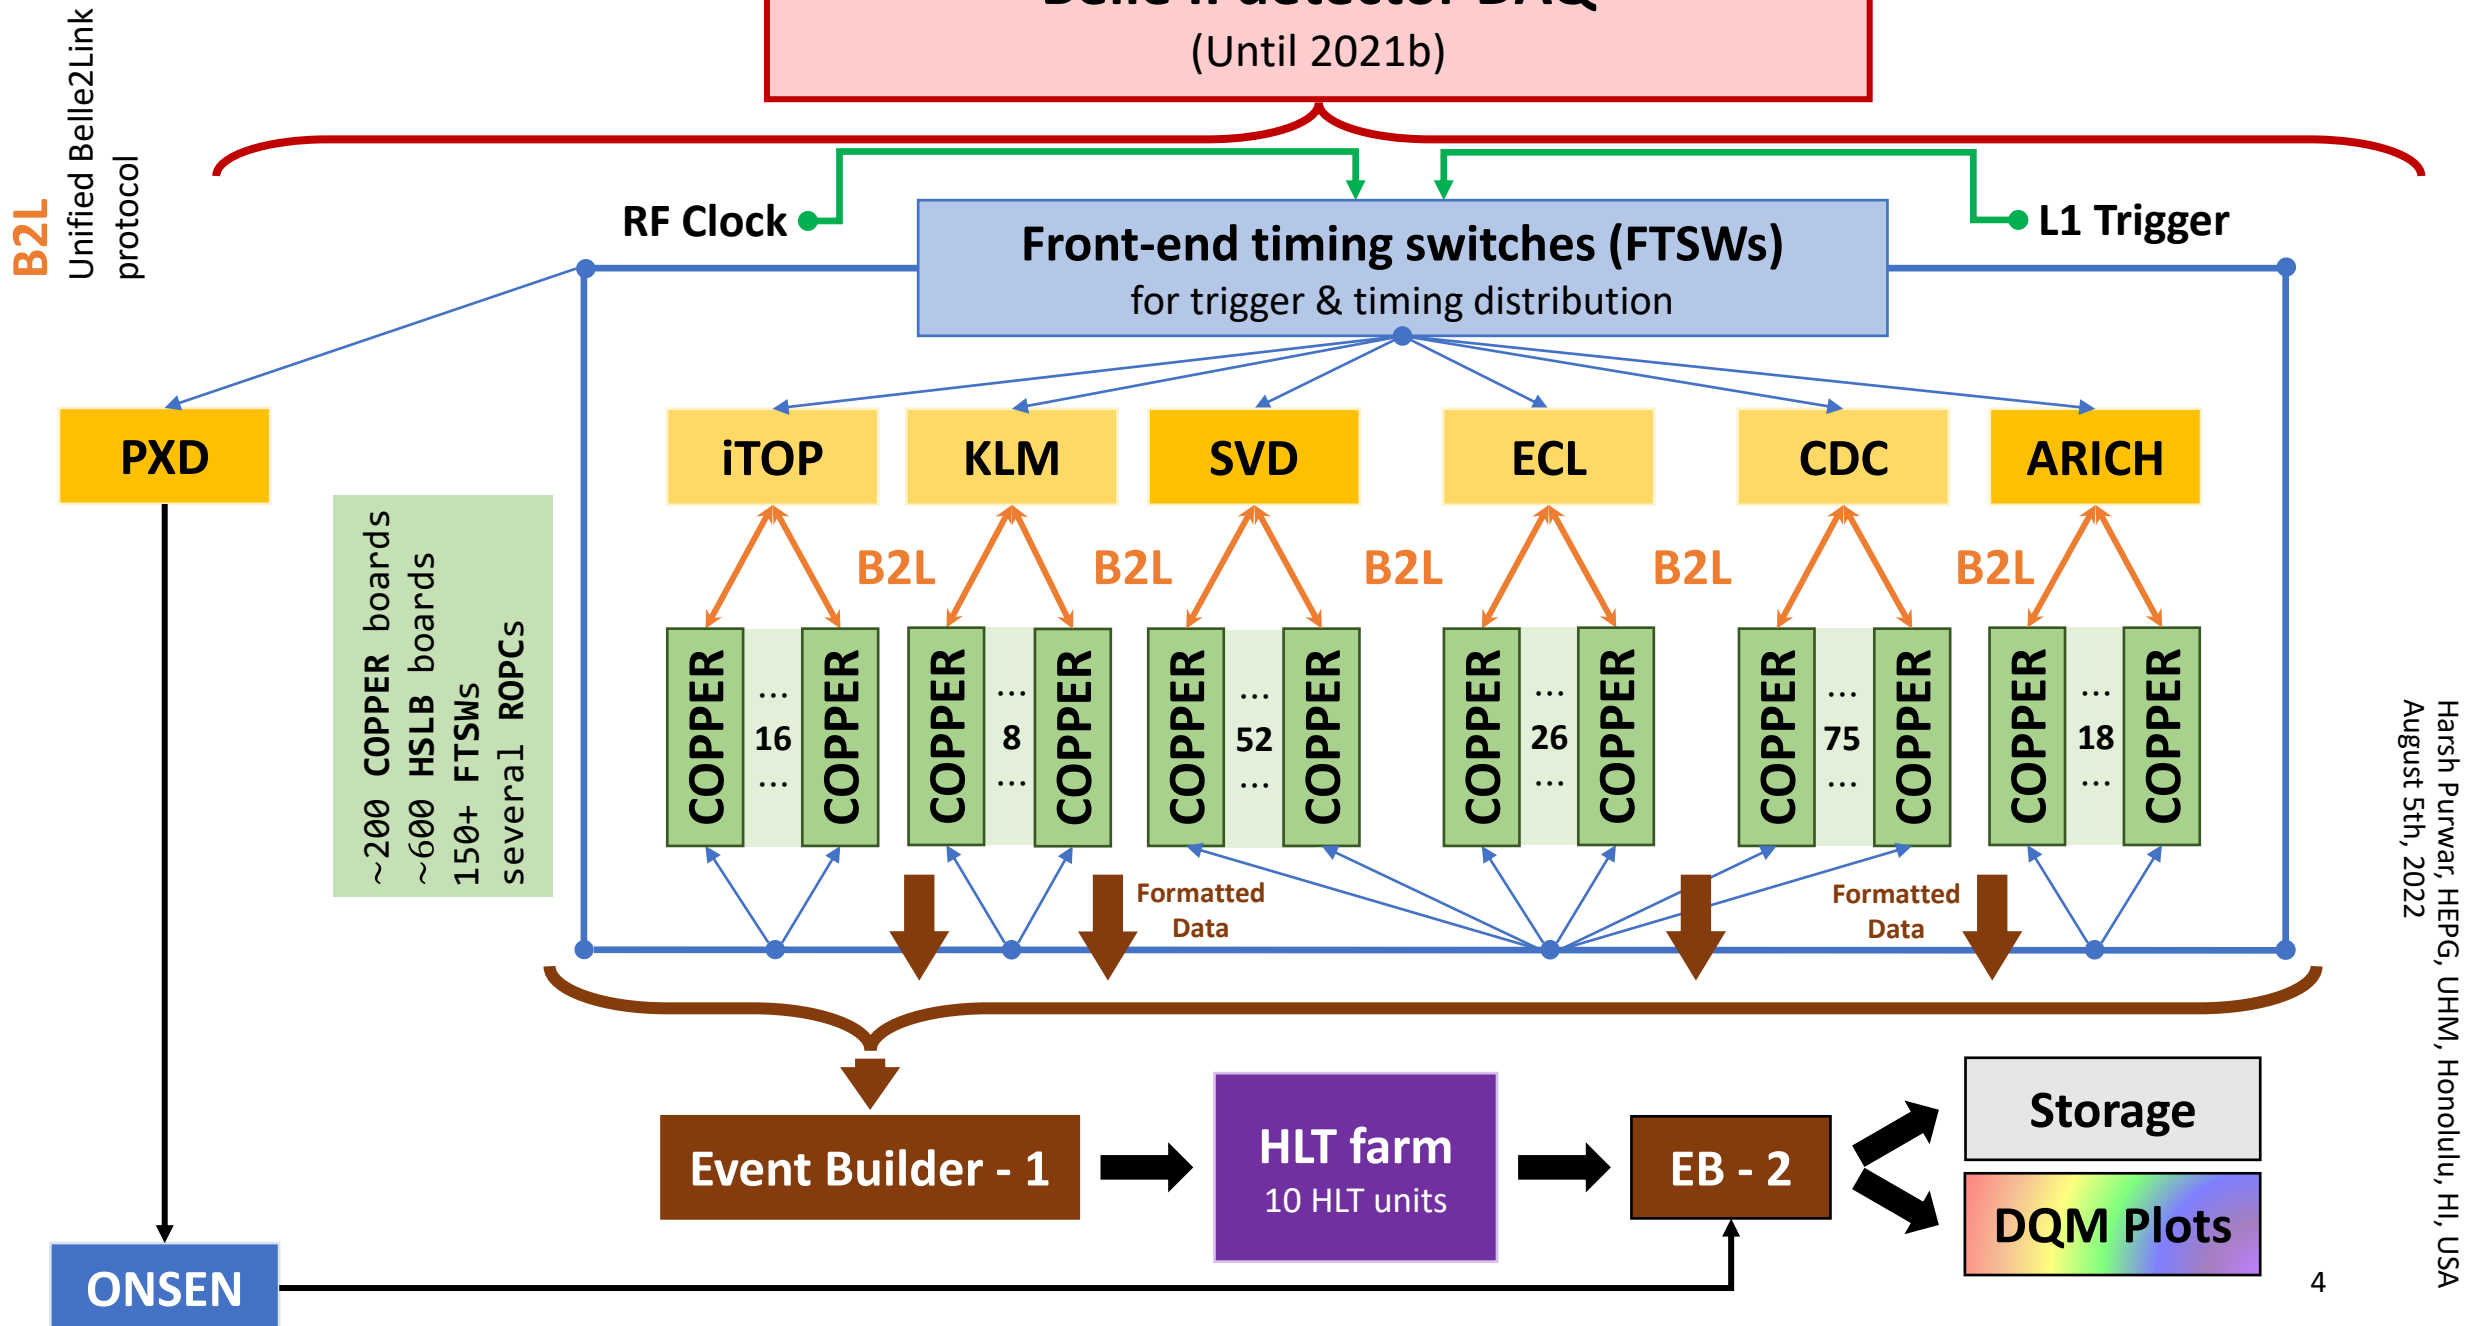 (Until 2021b)
B2L
Unified Belle2Link
protocol
RF Clock
L1 Trigger
Front-end timing switches (FTSWs)
for trigger & timing distribution
PXD
iTOP
KLM
SVD
ECL
CDC
ARICH
~200 COPPER boards
~600 HSLB boards
150+ FTSWs
several ROPCs
B2L
B2L
B2L
B2L
B2L
COPPER
...
16
...
COPPER
COPPER
...
8
...
COPPER
COPPER
...
52
...
COPPER
COPPER
...
26
...
COPPER
COPPER
...
75
...
COPPER
COPPER
...
18
...
COPPER
Formatted
Data
Formatted
Data
Event Builder - 1
HLT farm
10 HLT units
EB - 2
Storage
DQM Plots
ONSEN
Harsh Purwar, HEPG, UHM, Honolulu, HI, USA
August 5th, 2022
4